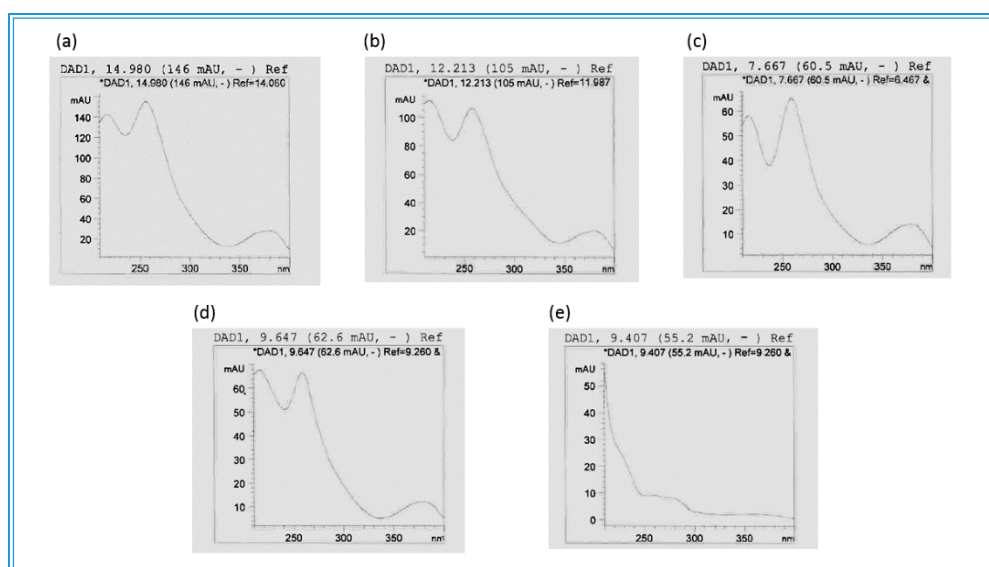 (a)
DAD1, 14.980 (146 mAU, - ) Ref
*DAD1, 14.980 (146 mAU, - ) Ref=14.060
mAU
140
120
100
80
60
40
20
250 300 350 nm
(b)
DAD1, 12.213 (105 mAU, - ) Ref
*DAD1, 12.213 (105 mAU, - ) Ref=11.987
mAU
100
80
60
40
20
250 300 350 nm
(c)
DAD1, 7.667 (60.5 mAU, - ) Ref
*DAD1, 7.667 (60.5 mAU, - ) Ref=6.467 &
mAU
60
50
40
30
20
10
250 300 350 nm
(d)
DAD1, 9.647 (62.6 mAU, - ) Ref
*DAD1, 9.647 (62.6 mAU, - ) Ref=9.260 &
mAU
60
50
40
30
20
10
250 300 350 nm
(e)
DAD1, 9.407 (55.2 mAU, - ) Ref
*DAD1, 9.407 (55.2 mAU, - ) Ref=9.260 &
mAU
50
40
30
20
10
0
250 300 350 nm